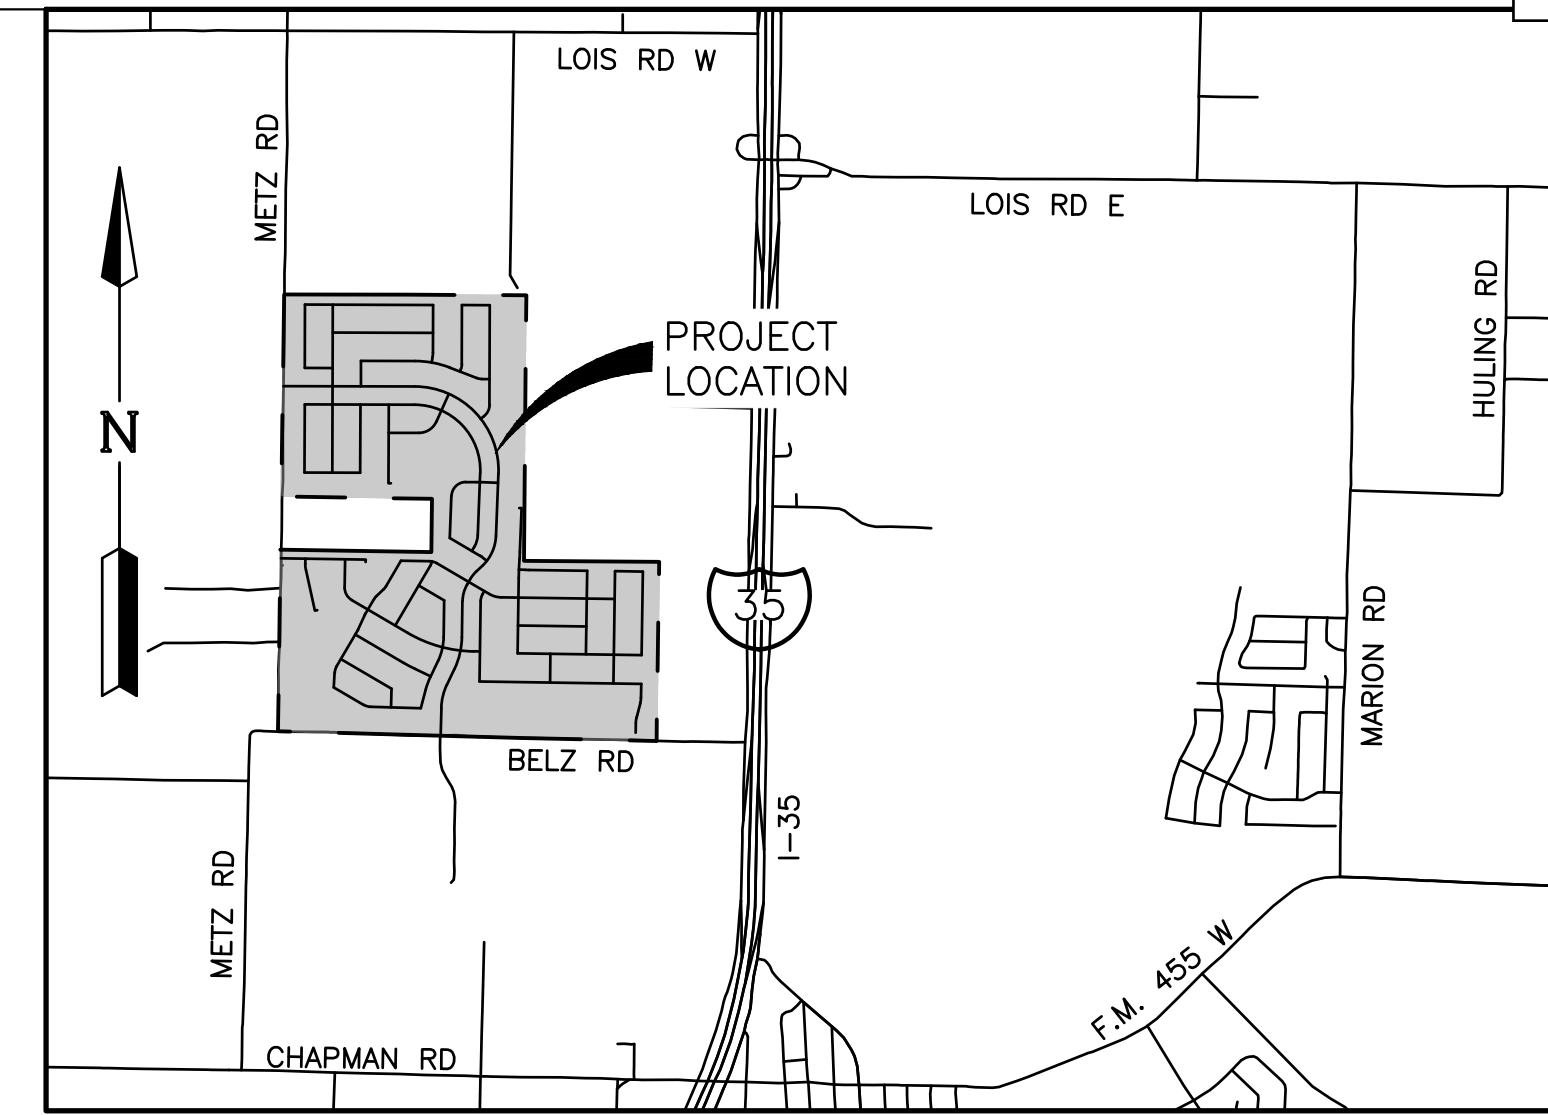 LOIS RD W
METZ RD
LOIS RD E
HULING RD
PROJECT
LOCATION
N
35
MARION RD
BELZ RD
I-35
METZ RD
F.M. 455 W
CHAPMAN RD